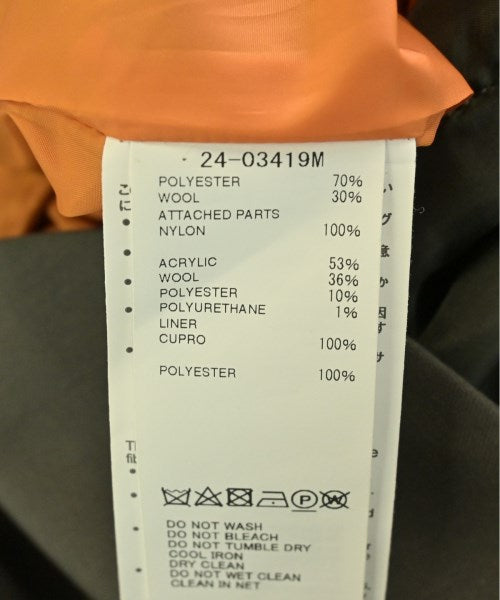 24-03419M
POLYESTER 70%
WOOL 30%
ATTACHED PARTS
NYLON 100%
ACRYLIC 53%
WOOL 36%
POLYESTER 10%
POLYURETHANE 1%
LINER
CUPRO 100%
POLYESTER 100%
DO NOT WASH
DO NOT BLEACH
DO NOT TUMBLE DRY
COOL IRON
DRY CLEAN
DO NOT WET CLEAN
CLEAN IN NET